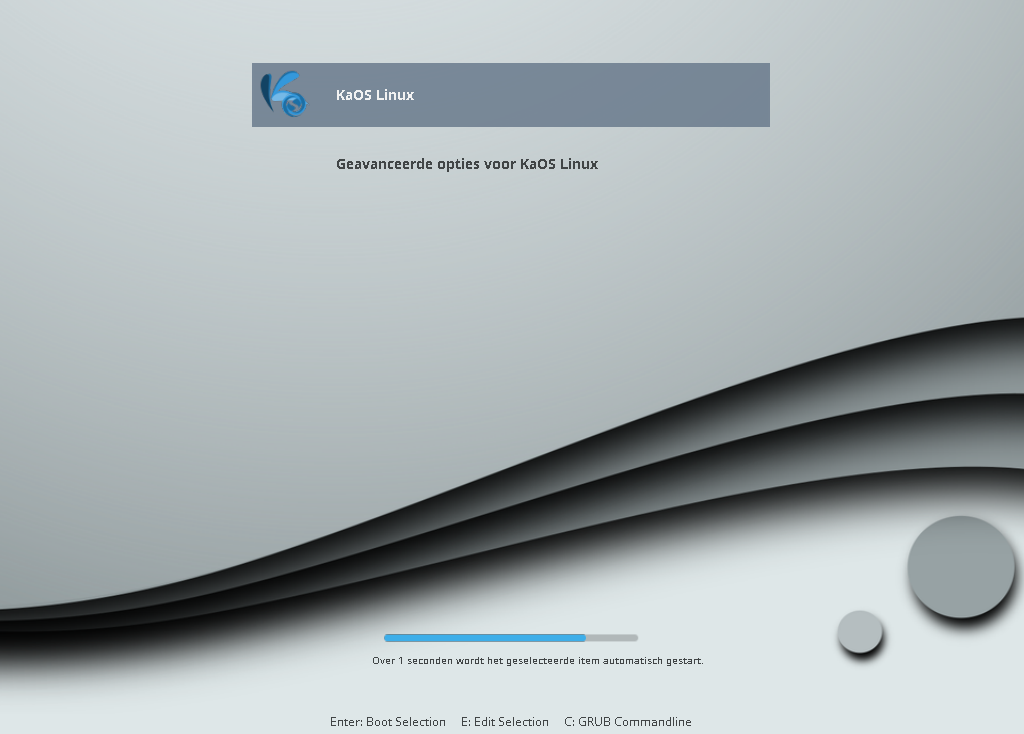 KaOS Linux
Geavanceerde opties voor KaOS Linux
Over 1 seconden wordt het geselecteerde item automatisch gestart.
Enter: Boot Selection E: Edit Selection C: GRUB Commandline